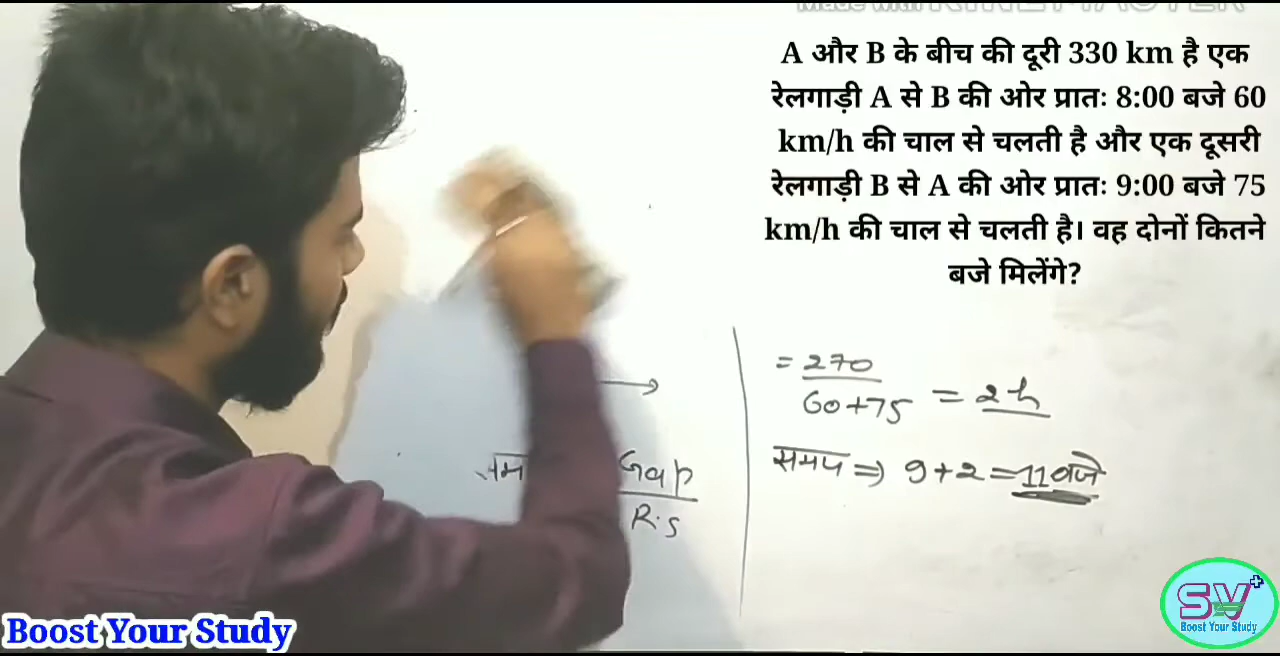 A और B के बीच की दूरी 330 km है एक
रेलगाड़ी A से B की ओर प्रातः 8:00 बजे 60
km/h की चाल से चलती है और एक दूसरी
रेलगाड़ी B से A की ओर प्रातः 9:00 बजे 75
km/h की चाल से चलती है। वह दोनों कितने
बजे मिलेंगे?
Gap
R.S
= 270
60+75 = 2h
समय ⇒ 9+2=11बजे
SV+
Boost Your Study
Boost Your Study